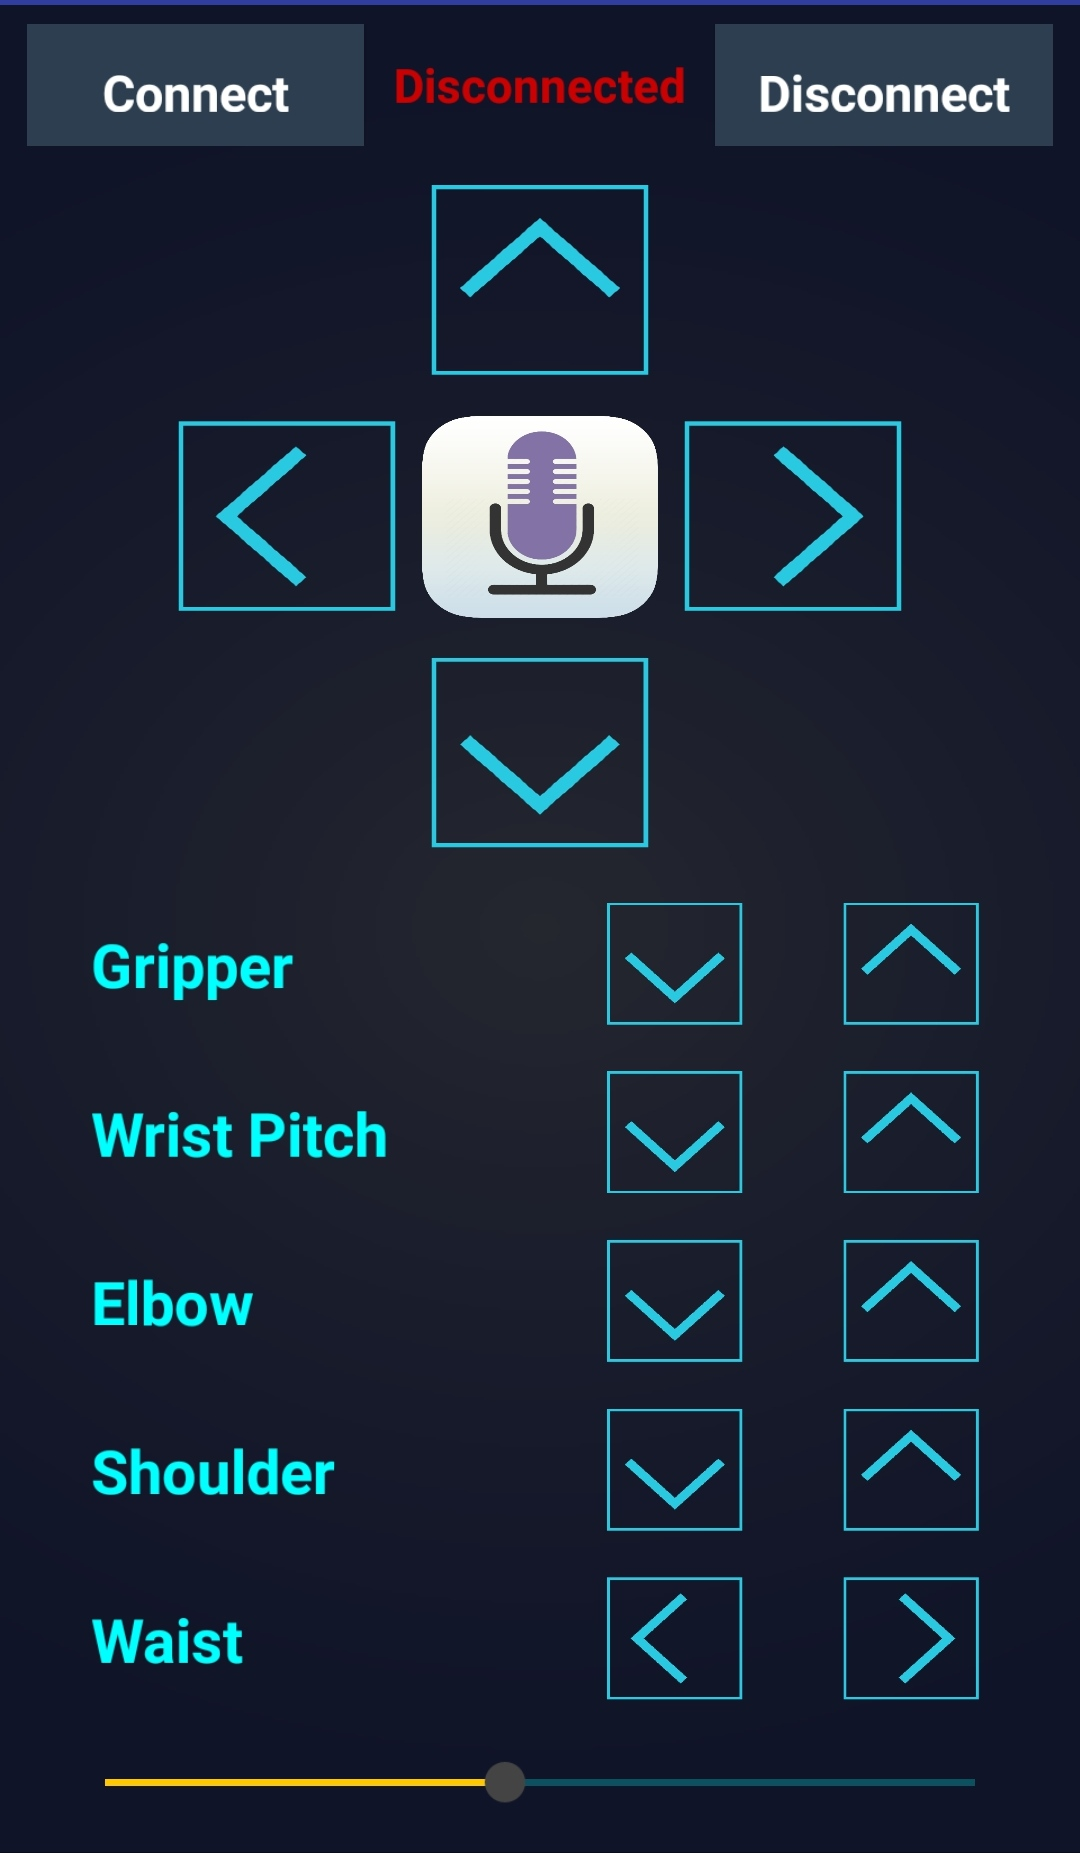 Connect
Disconnected
Disconnect
Gripper
Wrist Pitch
Elbow
Shoulder
Waist